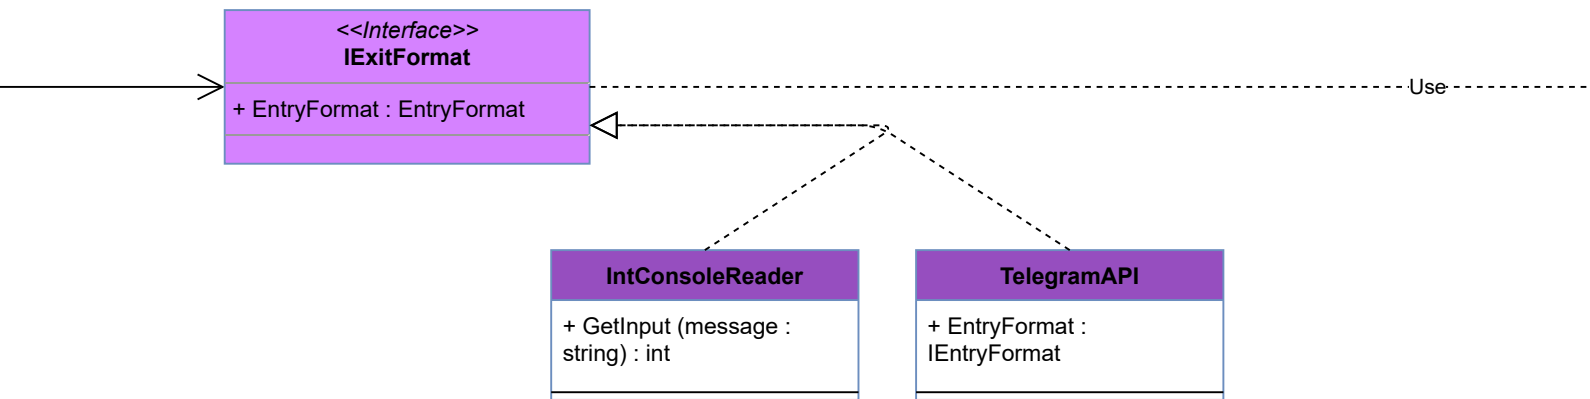 <<Interface>>
IExitFormat
+ EntryFormat : EntryFormat
Use
IntConsoleReader
+ GetInput (message :
string) : int
TelegramAPI
+ EntryFormat :
IEntryFormat